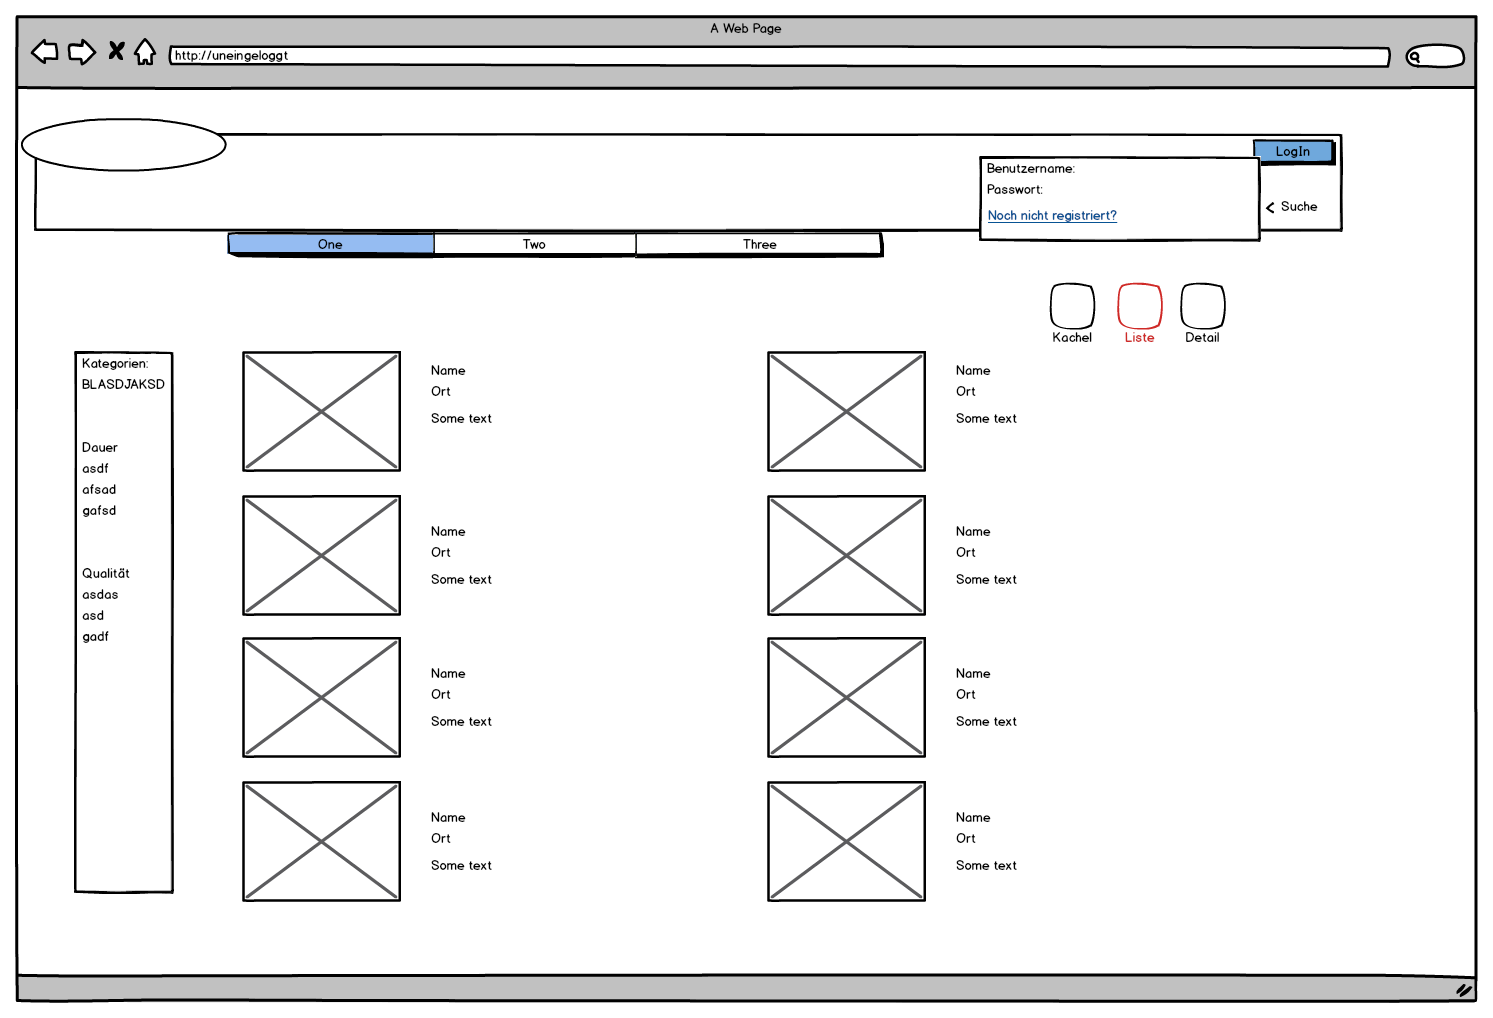 A Web Page
http://uneingeloggt
LogIn
Benutzername:
Passwort:
Noch nicht registriert?
< Suche
One Two Three
Kachel Liste Detail
Kategorien:
BLASDJAKSD
Dauer
asdf
afsad
gafsd
Qualität
asdas
asd
gadf
Name
Ort
Some text
Name
Ort
Some text
Name
Ort
Some text
Name
Ort
Some text
Name
Ort
Some text
Name
Ort
Some text
Name
Ort
Some text
Name
Ort
Some text